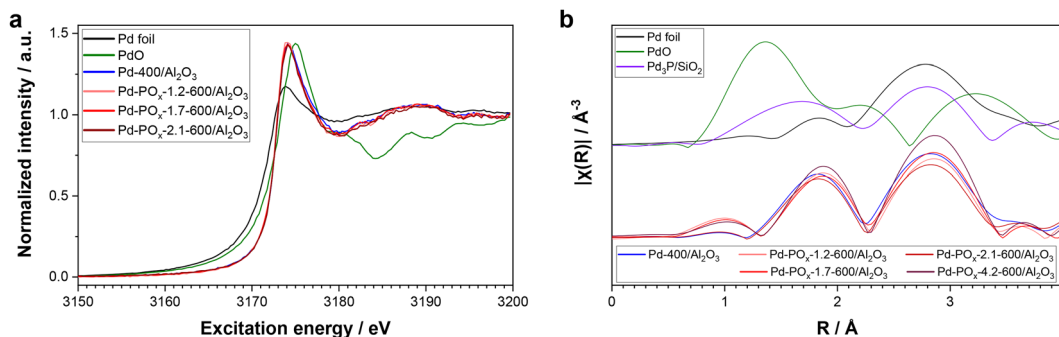 a
Pd foil
PdO
Pd-400/Al₂O₃
Pd-POₓ-1.2-600/Al₂O₃
Pd-POₓ-1.7-600/Al₂O₃
Pd-POₓ-2.1-600/Al₂O₃
1.5
1.0
0.5
0.0
Normalized intensity / a.u.
3150 3160 3170 3180 3190 3200
Excitation energy / eV
b
Pd foil
PdO
Pd₃P/SiO₂
|χ(R)| / Å⁻³
Pd-400/Al₂O₃ Pd-POₓ-1.2-600/Al₂O₃ Pd-POₓ-2.1-600/Al₂O₃
Pd-POₓ-1.7-600/Al₂O₃ Pd-POₓ-4.2-600/Al₂O₃
0 1 2 3
R / Å